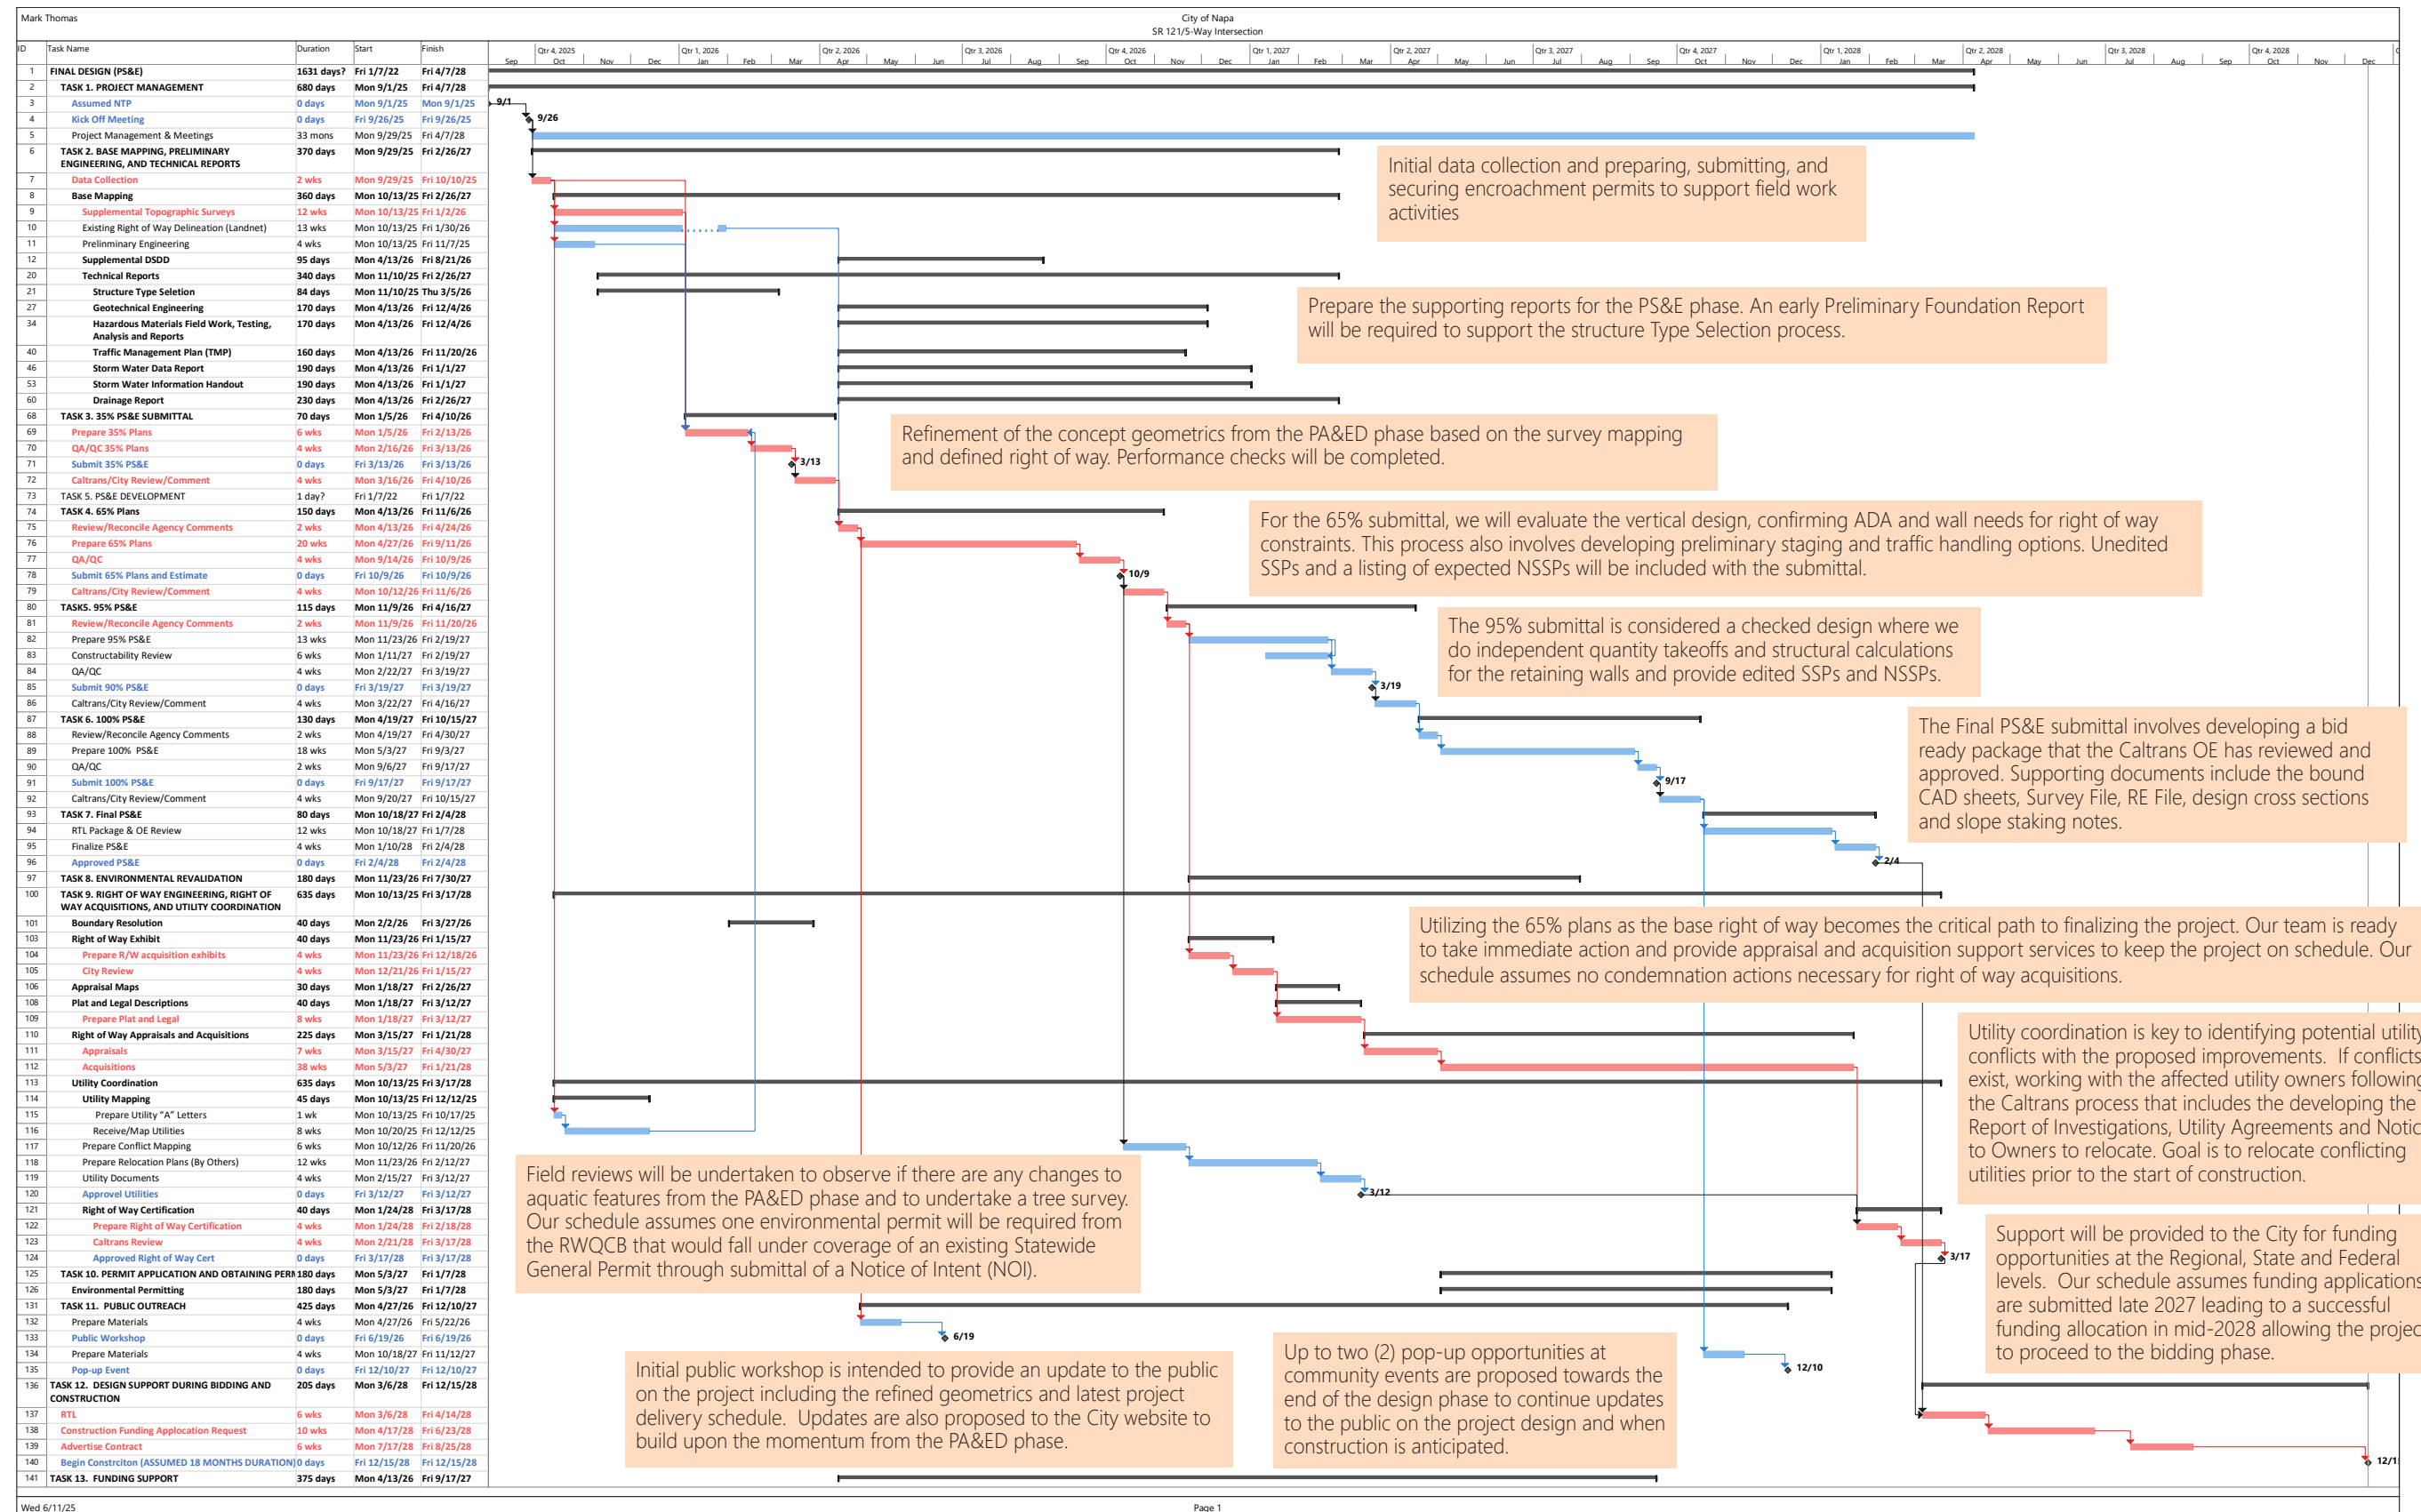 Mark Thomas
City of Napa
SR 121/5-Way Intersection
ID Task Name Duration Start Finish
Qtr 4, 2025 Qtr 1, 2026 Qtr 2, 2026 Qtr 3, 2026 Qtr 4, 2026 Qtr 1, 2027 Qtr 2, 2027 Qtr 3, 2027 Qtr 4, 2027 Qtr 1, 2028 Qtr 2, 2028 Qtr 3, 2028 Qtr 4, 2028
Sep Oct Nov Dec Jan Feb Mar Apr May Jun Jul Aug Sep Oct Nov Dec Jan Feb Mar Apr May Jun Jul Aug Sep Oct Nov Dec Jan Feb Mar Apr May Jun Jul Aug Sep Oct Nov Dec
1 FINAL DESIGN (PS&E) 1631 days? Fri 1/7/22 Fri 4/7/28
2 TASK 1. PROJECT MANAGEMENT 680 days Mon 9/1/25 Fri 4/7/28
3 Assumed NTP 0 days Mon 9/1/25 Mon 9/1/25 9/1
4 Kick Off Meeting 0 days Fri 9/26/25 Fri 9/26/25 9/26
5 Project Management & Meetings 33 mons Mon 9/29/25 Fri 4/7/28
6 TASK 2. BASE MAPPING, PRELIMINARY 370 days Mon 9/29/25 Fri 2/26/27
ENGINEERING, AND TECHNICAL REPORTS
7 Data Collection 2 wks Mon 9/29/25 Fri 10/10/25
8 Base Mapping 360 days Mon 10/13/25 Fri 2/26/27
9 Supplemental Topographic Surveys 12 wks Mon 10/13/25 Fri 1/2/26
10 Existing Right of Way Delineation (Landnet) 13 wks Mon 10/13/25 Fri 1/30/26
11 Prelinminary Engineering 4 wks Mon 10/13/25 Fri 11/7/25
12 Supplemental DSDD 95 days Mon 4/13/26 Fri 8/21/26
20 Technical Reports 340 days Mon 11/10/25 Fri 2/26/27
21 Structure Type Seletion 84 days Mon 11/10/25 Thu 3/5/26
27 Geotechnical Engineering 170 days Mon 4/13/26 Fri 12/4/26
34 Hazardous Materials Field Work, Testing, 170 days Mon 4/13/26 Fri 12/4/26
Analysis and Reports
40 Traffic Management Plan (TMP) 160 days Mon 4/13/26 Fri 11/20/26
46 Storm Water Data Report 190 days Mon 4/13/26 Fri 1/1/27
53 Storm Water Information Handout 190 days Mon 4/13/26 Fri 1/1/27
60 Drainage Report 230 days Mon 4/13/26 Fri 2/26/27
68 TASK 3. 35% PS&E SUBMITTAL 70 days Mon 1/5/26 Fri 4/10/26
69 Prepare 35% Plans 6 wks Mon 1/5/26 Fri 2/13/26
70 QA/QC 35% Plans 4 wks Mon 2/16/26 Fri 3/13/26
71 Submit 35% PS&E 0 days Fri 3/13/26 Fri 3/13/26 3/13
72 Caltrans/City Review/Comment 4 wks Mon 3/16/26 Fri 4/10/26
73 TASK 5. PS&E DEVELOPMENT 1 day? Fri 1/7/22 Fri 1/7/22
74 TASK 4. 65% Plans 150 days Mon 4/13/26 Fri 11/6/26
75 Review/Reconcile Agency Comments 2 wks Mon 4/13/26 Fri 4/24/26
76 Prepare 65% Plans 20 wks Mon 4/27/26 Fri 9/11/26
77 QA/QC 4 wks Mon 9/14/26 Fri 10/9/26
78 Submit 65% Plans and Estimate 0 days Fri 10/9/26 Fri 10/9/26 10/9
79 Caltrans/City Review/Comment 4 wks Mon 10/12/26 Fri 11/6/26
80 TASK5. 95% PS&E 115 days Mon 11/9/26 Fri 4/16/27
81 Review/Reconcile Agency Comments 2 wks Mon 11/9/26 Fri 11/20/26
82 Prepare 95% PS&E 13 wks Mon 11/23/26 Fri 2/19/27
83 Constructability Review 6 wks Mon 1/11/27 Fri 2/19/27
84 QA/QC 4 wks Mon 2/22/27 Fri 3/19/27
85 Submit 90% PS&E 0 days Fri 3/19/27 Fri 3/19/27 3/19
86 Caltrans/City Review/Comment 4 wks Mon 3/22/27 Fri 4/16/27
87 TASK 6. 100% PS&E 130 days Mon 4/19/27 Fri 10/15/27
88 Review/Reconcile Agency Comments 2 wks Mon 4/19/27 Fri 4/30/27
89 Prepare 100% PS&E 18 wks Mon 5/3/27 Fri 9/3/27
90 QA/QC 2 wks Mon 9/6/27 Fri 9/17/27
91 Submit 100% PS&E 0 days Fri 9/17/27 Fri 9/17/27 9/17
92 Caltrans/City Review/Comment 4 wks Mon 9/20/27 Fri 10/15/27
93 TASK 7. Final PS&E 80 days Mon 10/18/27 Fri 2/4/28
94 RTL Package & OE Review 12 wks Mon 10/18/27 Fri 1/7/28
95 Finalize PS&E 4 wks Mon 1/10/28 Fri 2/4/28
96 Approved PS&E 0 days Fri 2/4/28 Fri 2/4/28 2/4
97 TASK 8. ENVIRONMENTAL REVALIDATION 180 days Mon 11/23/26 Fri 7/30/27
100 TASK 9. RIGHT OF WAY ENGINEERING, RIGHT OF 635 days Mon 10/13/25 Fri 3/17/28
WAY ACQUISITIONS, AND UTILITY COORDINATION
101 Boundary Resolution 40 days Mon 2/2/26 Fri 3/27/26
103 Right of Way Exhibit 40 days Mon 11/23/26 Fri 1/15/27
104 Prepare R/W acquisition exhibits 4 wks Mon 11/23/26 Fri 12/18/26
105 City Review 4 wks Mon 12/21/26 Fri 1/15/27
106 Appraisal Maps 30 days Mon 1/18/27 Fri 2/26/27
108 Plat and Legal Descriptions 40 days Mon 1/18/27 Fri 3/12/27
109 Prepare Plat and Legal 8 wks Mon 1/18/27 Fri 3/12/27
110 Right of Way Appraisals and Acquisitions 225 days Mon 3/15/27 Fri 1/21/28
111 Appraisals 7 wks Mon 3/15/27 Fri 4/30/27
112 Acquisitions 38 wks Mon 5/3/27 Fri 1/21/28
113 Utility Coordination 635 days Mon 10/13/25 Fri 3/17/28
114 Utility Mapping 45 days Mon 10/13/25 Fri 12/12/25
115 Prepare Utility “A” Letters 1 wk Mon 10/13/25 Fri 10/17/25
116 Receive/Map Utilities 8 wks Mon 10/20/25 Fri 12/12/25
117 Prepare Conflict Mapping 6 wks Mon 10/12/26 Fri 11/20/26
118 Prepare Relocation Plans (By Others) 12 wks Mon 11/23/26 Fri 2/12/27
119 Utility Documents 4 wks Mon 2/15/27 Fri 3/12/27
120 Approvel Utilities 0 days Fri 3/12/27 Fri 3/12/27 3/12
121 Right of Way Certification 40 days Mon 1/24/28 Fri 3/17/28
122 Prepare Right of Way Certification 4 wks Mon 1/24/28 Fri 2/18/28
123 Caltrans Review 4 wks Mon 2/21/28 Fri 3/17/28
124 Approved Right of Way Cert 0 days Fri 3/17/28 Fri 3/17/28 3/17
125 TASK 10. PERMIT APPLICATION AND OBTAINING PERM 180 days Mon 5/3/27 Fri 1/7/28
126 Environmental Permitting 180 days Mon 5/3/27 Fri 1/7/28
131 TASK 11. PUBLIC OUTREACH 425 days Mon 4/27/26 Fri 12/10/27
132 Prepare Materials 4 wks Mon 4/27/26 Fri 5/22/26
133 Public Workshop 0 days Fri 6/19/26 Fri 6/19/26 6/19
134 Prepare Materials 4 wks Mon 10/18/27 Fri 11/12/27
135 Pop-up Event 0 days Fri 12/10/27 Fri 12/10/27 12/10
136 TASK 12. DESIGN SUPPORT DURING BIDDING AND 205 days Mon 3/6/28 Fri 12/15/28
CONSTRUCTION
137 RTL 6 wks Mon 3/6/28 Fri 4/14/28
138 Construction Funding Applocation Request 10 wks Mon 4/17/28 Fri 6/23/28
139 Advertise Contract 6 wks Mon 7/17/28 Fri 8/25/28
140 Begin Constrciton (ASSUMED 18 MONTHS DURATION) 0 days Fri 12/15/28 Fri 12/15/28 12/1
141 TASK 13. FUNDING SUPPORT 375 days Mon 4/13/26 Fri 9/17/27
Initial data collection and preparing, submitting, and
securing encroachment permits to support field work
activities
Prepare the supporting reports for the PS&E phase. An early Preliminary Foundation Report
will be required to support the structure Type Selection process.
Refinement of the concept geometrics from the PA&ED phase based on the survey mapping
and defined right of way. Performance checks will be completed.
For the 65% submittal, we will evaluate the vertical design, confirming ADA and wall needs for right of way
constraints. This process also involves developing preliminary staging and traffic handling options. Unedited
SSPs and a listing of expected NSSPs will be included with the submittal.
The 95% submittal is considered a checked design where we
do independent quantity takeoffs and structural calculations
for the retaining walls and provide edited SSPs and NSSPs.
The Final PS&E submittal involves developing a bid
ready package that the Caltrans OE has reviewed and
approved. Supporting documents include the bound
CAD sheets, Survey File, RE File, design cross sections
and slope staking notes.
Utilizing the 65% plans as the base right of way becomes the critical path to finalizing the project. Our team is ready
to take immediate action and provide appraisal and acquisition support services to keep the project on schedule. Our
schedule assumes no condemnation actions necessary for right of way acquisitions.
Utility coordination is key to identifying potential utility
conflicts with the proposed improvements. If conflicts
exist, working with the affected utility owners following
the Caltrans process that includes the developing the
Report of Investigations, Utility Agreements and Notic
to Owners to relocate. Goal is to relocate conflicting
utilities prior to the start of construction.
Field reviews will be undertaken to observe if there are any changes to
aquatic features from the PA&ED phase and to undertake a tree survey.
Our schedule assumes one environmental permit will be required from
the RWQCB that would fall under coverage of an existing Statewide
General Permit through submittal of a Notice of Intent (NOI).
Support will be provided to the City for funding
opportunities at the Regional, State and Federal
levels. Our schedule assumes funding applications
are submitted late 2027 leading to a successful
funding allocation in mid-2028 allowing the projec
to proceed to the bidding phase.
Initial public workshop is intended to provide an update to the public
on the project including the refined geometrics and latest project
delivery schedule. Updates are also proposed to the City website to
build upon the momentum from the PA&ED phase.
Up to two (2) pop-up opportunities at
community events are proposed towards the
end of the design phase to continue updates
to the public on the project design and when
construction is anticipated.
Wed 6/11/25
Page 1